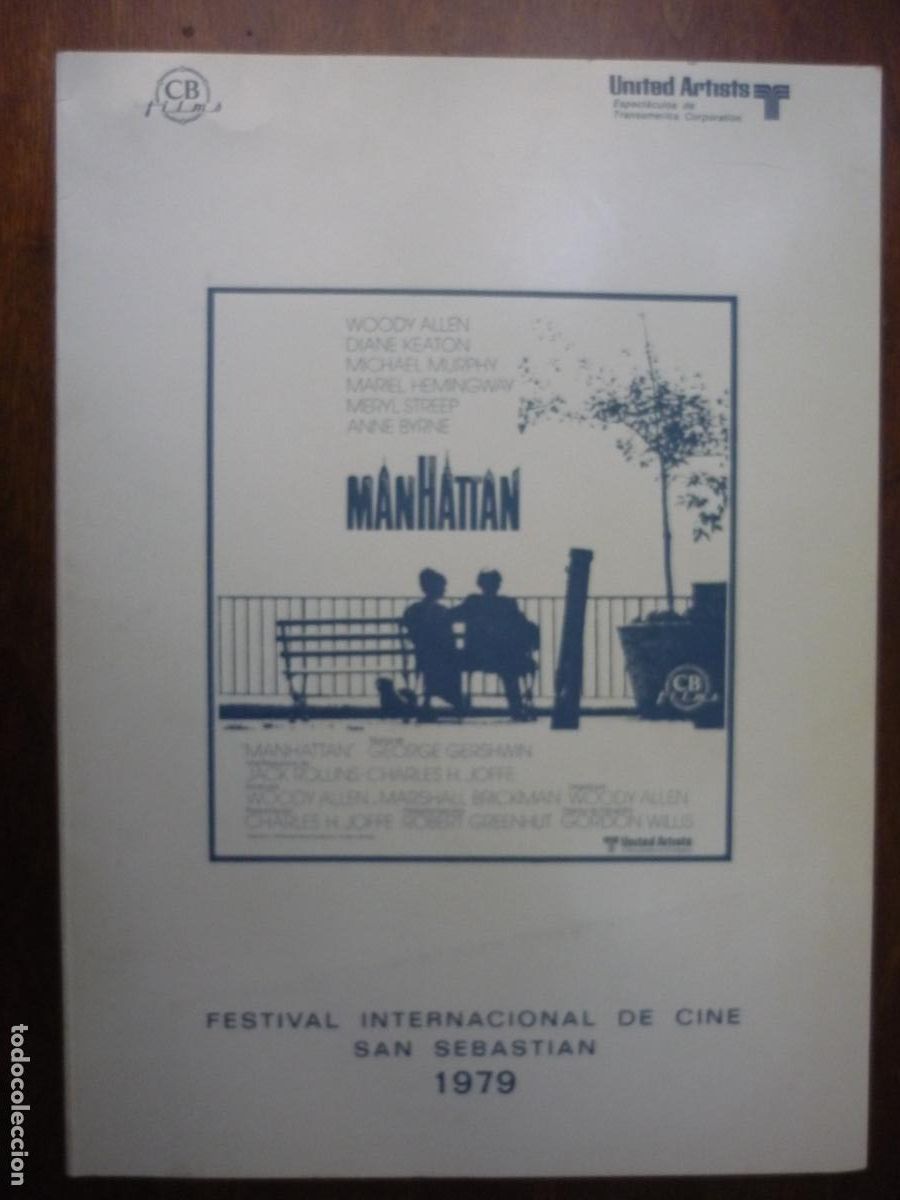 CB
films
United Artists
Espectáculos de
Transamerica Corporation
WOODY ALLEN
DIANE KEATON
MICHAEL MURPHY
MARIEL HEMINGWAY
MERYL STREEP
ANNE BYRNE
MANHATTAN
CB
films
"MANHATTAN" GEORGE GERSHWIN
JACK ROLLINS-CHARLES H. JOFFE
WOODY ALLEN MARSHALL BRICKMAN WOODY ALLEN
CHARLES H. JOFFE ROBERT GREENHUT GORDON WILLIS
United Artists
FESTIVAL INTERNACIONAL DE CINE
SAN SEBASTIAN
1979
todocoleccion